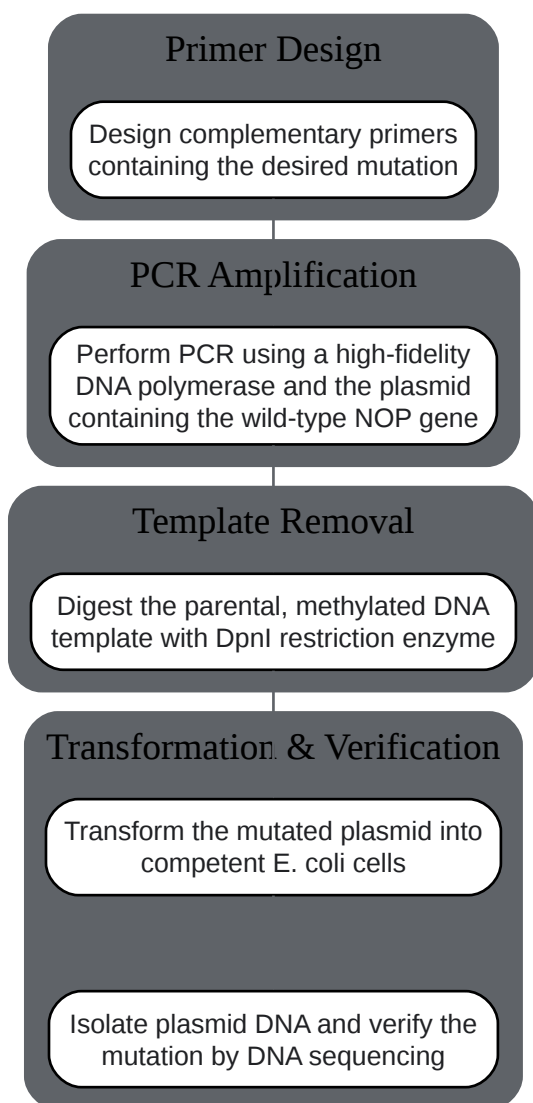 Primer Design
Design complementary primers
containing the desired mutation
PCR Amplification
Perform PCR using a high-fidelity
DNA polymerase and the plasmid
containing the wild-type NOP gene
Template Removal
Digest the parental, methylated DNA
template with DpnI restriction enzyme
Transformation & Verification
Transform the mutated plasmid into
competent E. coli cells
Isolate plasmid DNA and verify the
mutation by DNA sequencing